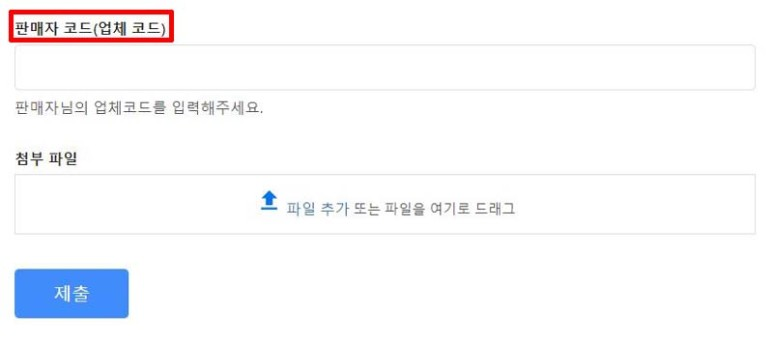 판매자 코드(업체 코드)
판매자님의 업체코드를 입력해주세요.
첨부 파일
파일 추가 또는 파일을 여기로 드래그
제출